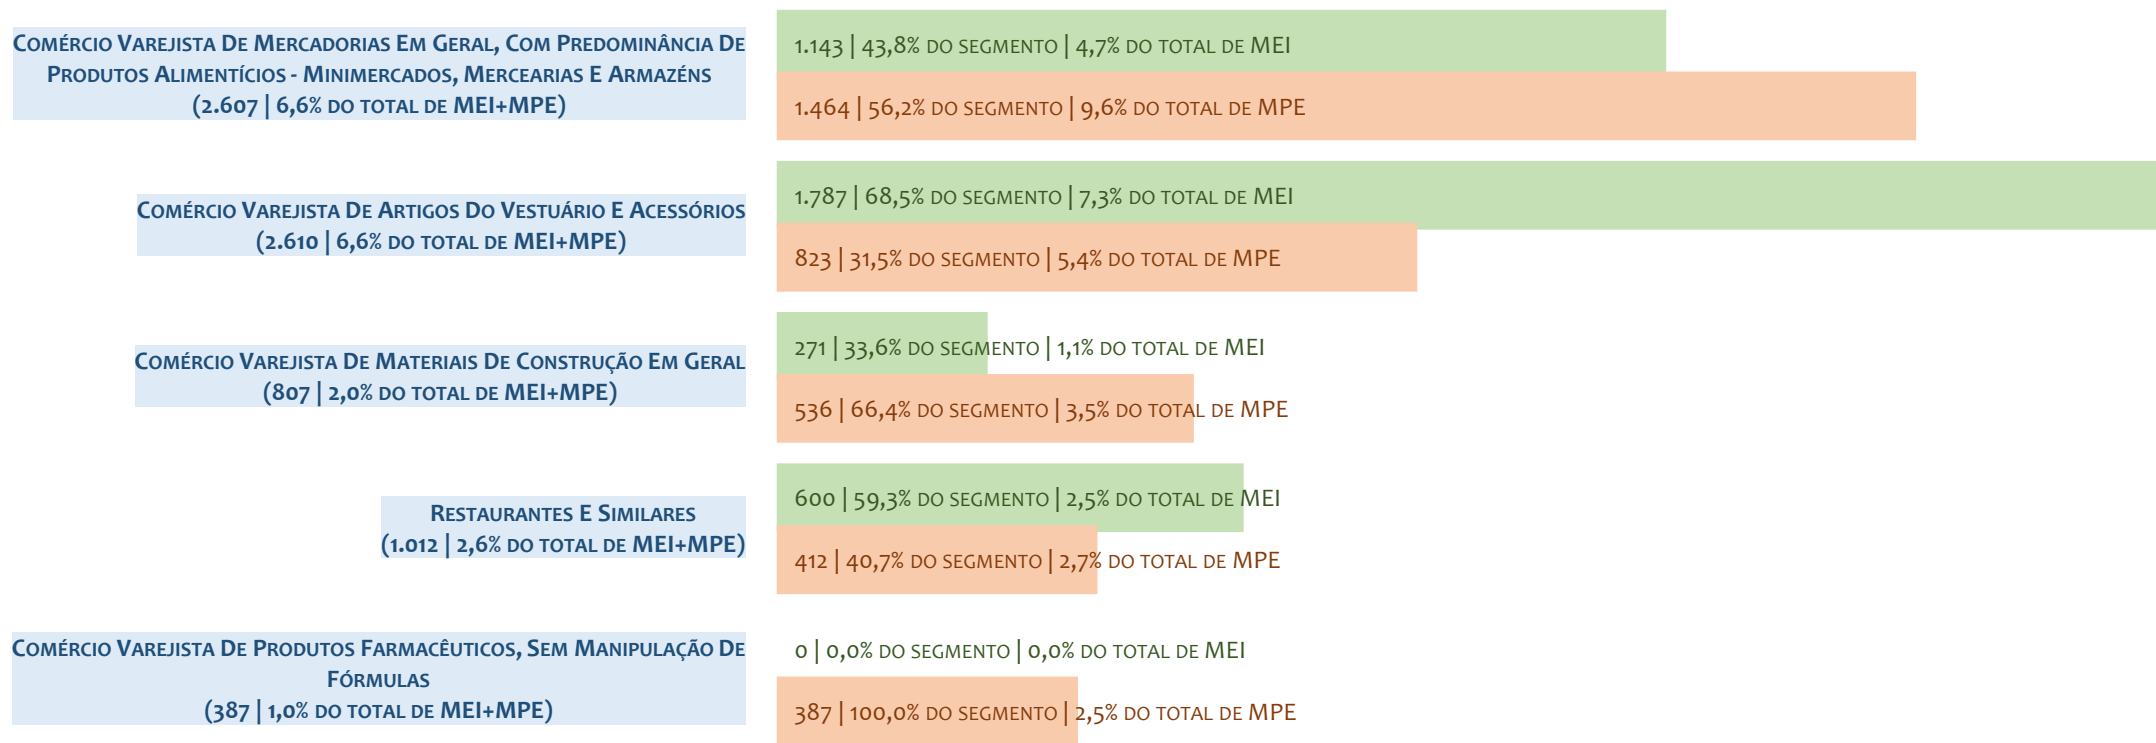 Comércio Varejista De Mercadorias Em Geral, Com Predominância De
Produtos Alimentícios - Minimercados, Mercearias E Armazéns
(2.607 | 6,6% do total de MEI+MPE)
1.143 | 43,8% do segmento | 4,7% do total de MEI
1.464 | 56,2% do segmento | 9,6% do total de MPE
Comércio Varejista De Artigos Do Vestuário E Acessórios
(2.610 | 6,6% do total de MEI+MPE)
1.787 | 68,5% do segmento | 7,3% do total de MEI
823 | 31,5% do segmento | 5,4% do total de MPE
Comércio Varejista De Materiais De Construção Em Geral
(807 | 2,0% do total de MEI+MPE)
271 | 33,6% do segmento | 1,1% do total de MEI
536 | 66,4% do segmento | 3,5% do total de MPE
Restaurantes E Similares
(1.012 | 2,6% do total de MEI+MPE)
600 | 59,3% do segmento | 2,5% do total de MEI
412 | 40,7% do segmento | 2,7% do total de MPE
Comércio Varejista De Produtos Farmacêuticos, Sem Manipulação De
Fórmulas
(387 | 1,0% do total de MEI+MPE)
0 | 0,0% do segmento | 0,0% do total de MEI
387 | 100,0% do segmento | 2,5% do total de MPE